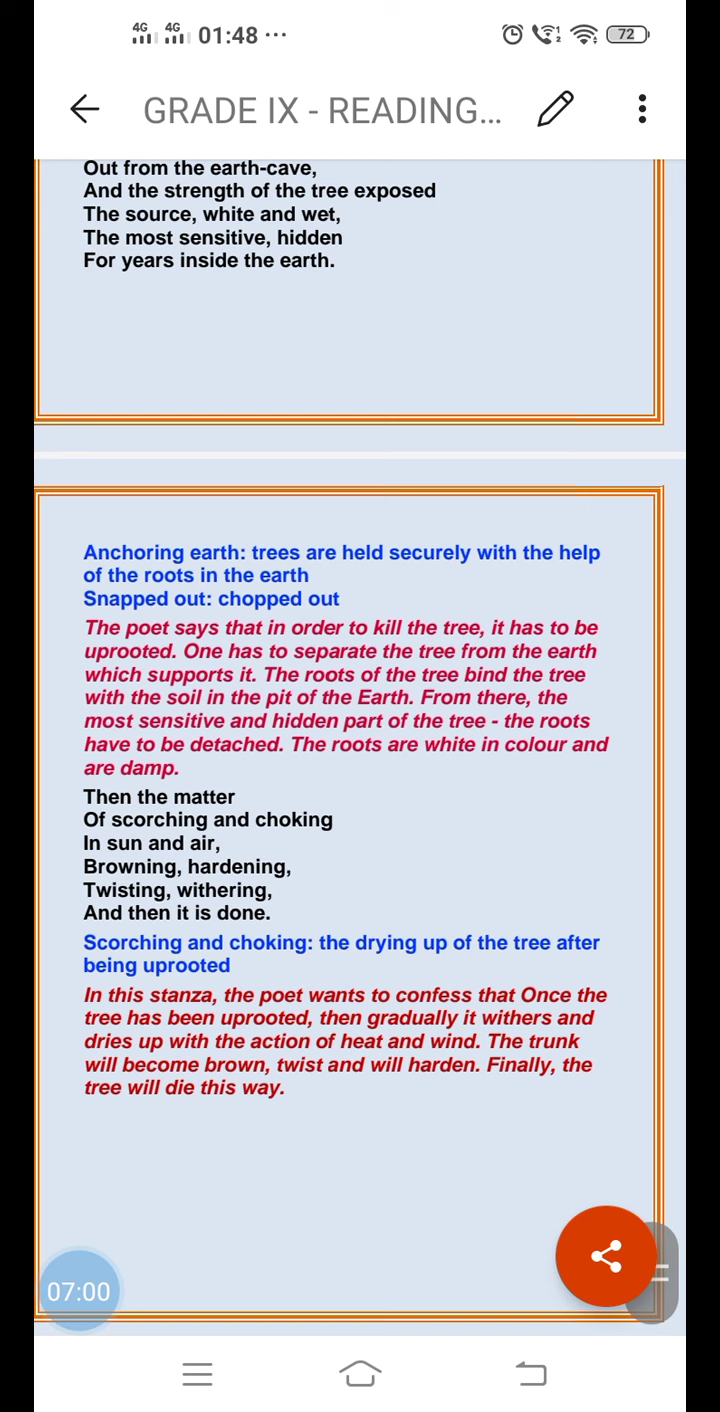 4G 4G 01:48 ... 72
GRADE IX - READING...
Out from the earth-cave,
And the strength of the tree exposed
The source, white and wet,
The most sensitive, hidden
For years inside the earth.
Anchoring earth: trees are held securely with the help
of the roots in the earth
Snapped out: chopped out
The poet says that in order to kill the tree, it has to be
uprooted. One has to separate the tree from the earth
which supports it. The roots of the tree bind the tree
with the soil in the pit of the Earth. From there, the
most sensitive and hidden part of the tree - the roots
have to be detached. The roots are white in colour and
are damp.
Then the matter
Of scorching and choking
In sun and air,
Browning, hardening,
Twisting, withering,
And then it is done.
Scorching and choking: the drying up of the tree after
being uprooted
In this stanza, the poet wants to confess that Once the
tree has been uprooted, then gradually it withers and
dries up with the action of heat and wind. The trunk
will become brown, twist and will harden. Finally, the
tree will die this way.
07:00